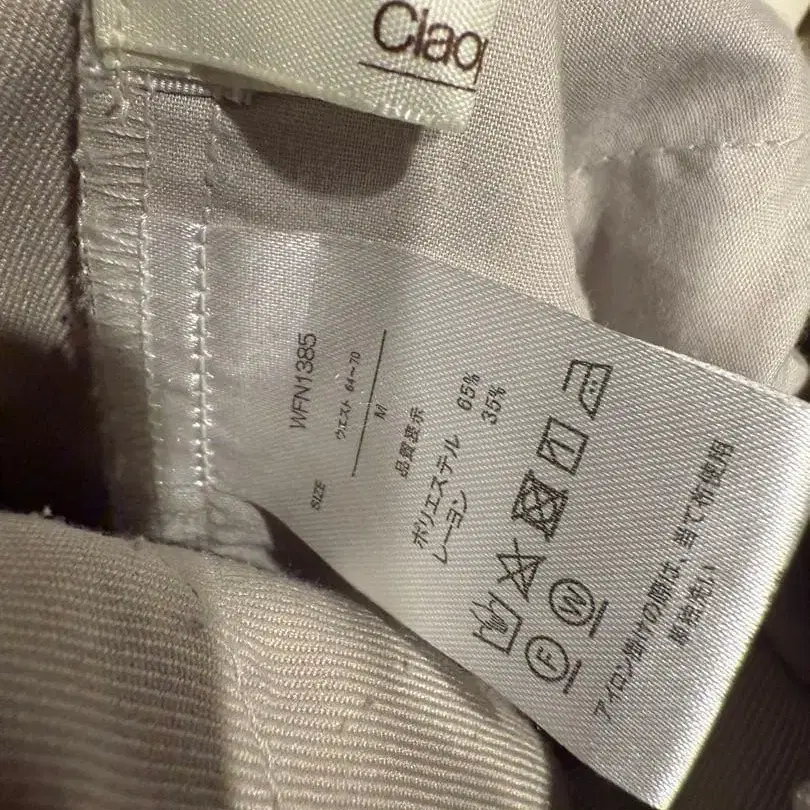 Ciao
WFN1385
ウエスト 64～70
SIZE M
品質表示
ポリエステル 65%
レーヨン 35%
F W
アイロン掛けの際は、当て布使用
単独洗い